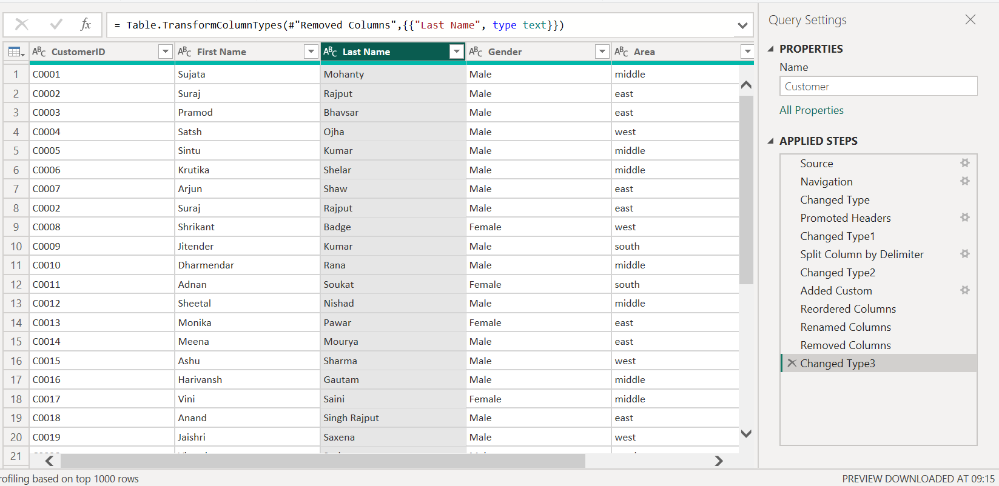 fx = Table.TransformColumnTypes(#"Removed Columns",{{"Last Name", type text}})
ABC CustomerID ABC First Name ABC Last Name ABC Gender ABC Area
1 C0001 Sujata Mohanty Male middle
2 C0002 Suraj Rajput Male east
3 C0003 Pramod Bhavsar Male east
4 C0004 Satsh Ojha Male west
5 C0005 Sintu Kumar Male middle
6 C0006 Krutika Shelar Male middle
7 C0007 Arjun Shaw Male east
8 C0002 Suraj Rajput Male east
9 C0008 Shrikant Badge Female west
10 C0009 Jitender Kumar Male south
11 C0010 Dharmendar Rana Male middle
12 C0011 Adnan Soukat Female south
13 C0012 Sheetal Nishad Male middle
14 C0013 Monika Pawar Female east
15 C0014 Meena Mourya Male east
16 C0015 Ashu Sharma Male west
17 C0016 Harivansh Gautam Male middle
18 C0017 Vini Saini Female middle
19 C0018 Anand Singh Rajput Male east
20 C0019 Jaishri Saxena Male west
21
rofiling based on top 1000 rows
Query Settings
PROPERTIES
Name
Customer
All Properties
APPLIED STEPS
Source
Navigation
Changed Type
Promoted Headers
Changed Type1
Split Column by Delimiter
Changed Type2
Added Custom
Reordered Columns
Renamed Columns
Removed Columns
Changed Type3
PREVIEW DOWNLOADED AT 09:15